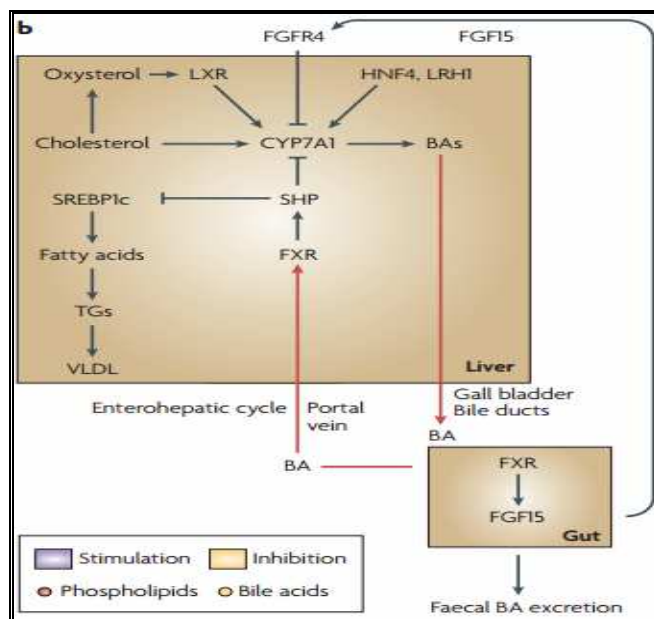 b
FGFR4 FGF15
Oxysterol LXR HNF4, LRH1
Cholesterol CYP7A1 BAs
SREBP1c SHP
Fatty acids FXR
TGs
VLDL
Liver
Enterohepatic cycle Portal vein
Gall bladder
Bile ducts
BA
BA
FXR
FGF15
Gut
Stimulation Inhibition
Phospholipids Bile acids
Faecal BA excretion